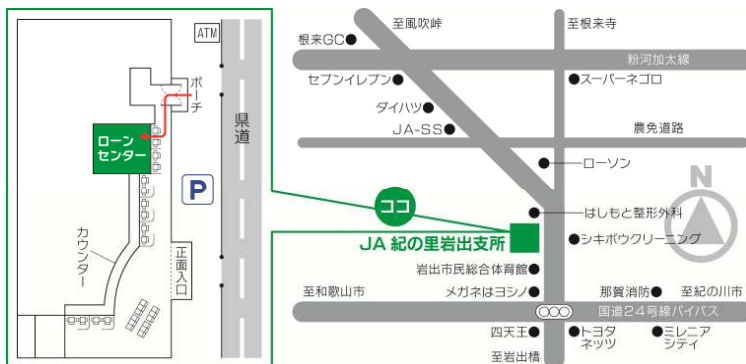 ATM
ポーチ
ローン
センター
県道
P
カウンター
正面入口
至風吹峠
至根来寺
根来GC
粉河加太線
セブンイレブン
スーパーネゴロ
ダイハツ
JA-SS
農免道路
ローソン
N
ココ
はしもと整形外科
JA 紀の里岩出支所
シキボウクリーニング
岩出市民総合体育館
至和歌山市
メガネはヨシノ
那賀消防
至紀の川市
国道24号線バイパス
四天王
トヨタ
ネッツ
ミレニア
シティ
至岩出橋